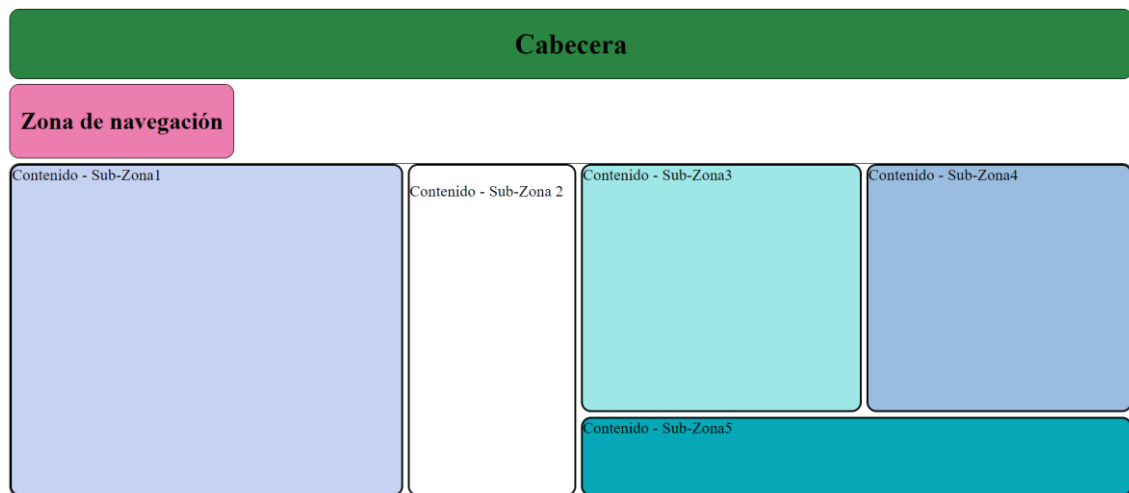 Cabecera
Zona de navegación
Contenido - Sub-Zona1
Contenido - Sub-Zona 2
Contenido - Sub-Zona3
Contenido - Sub-Zona4
Contenido - Sub-Zona5